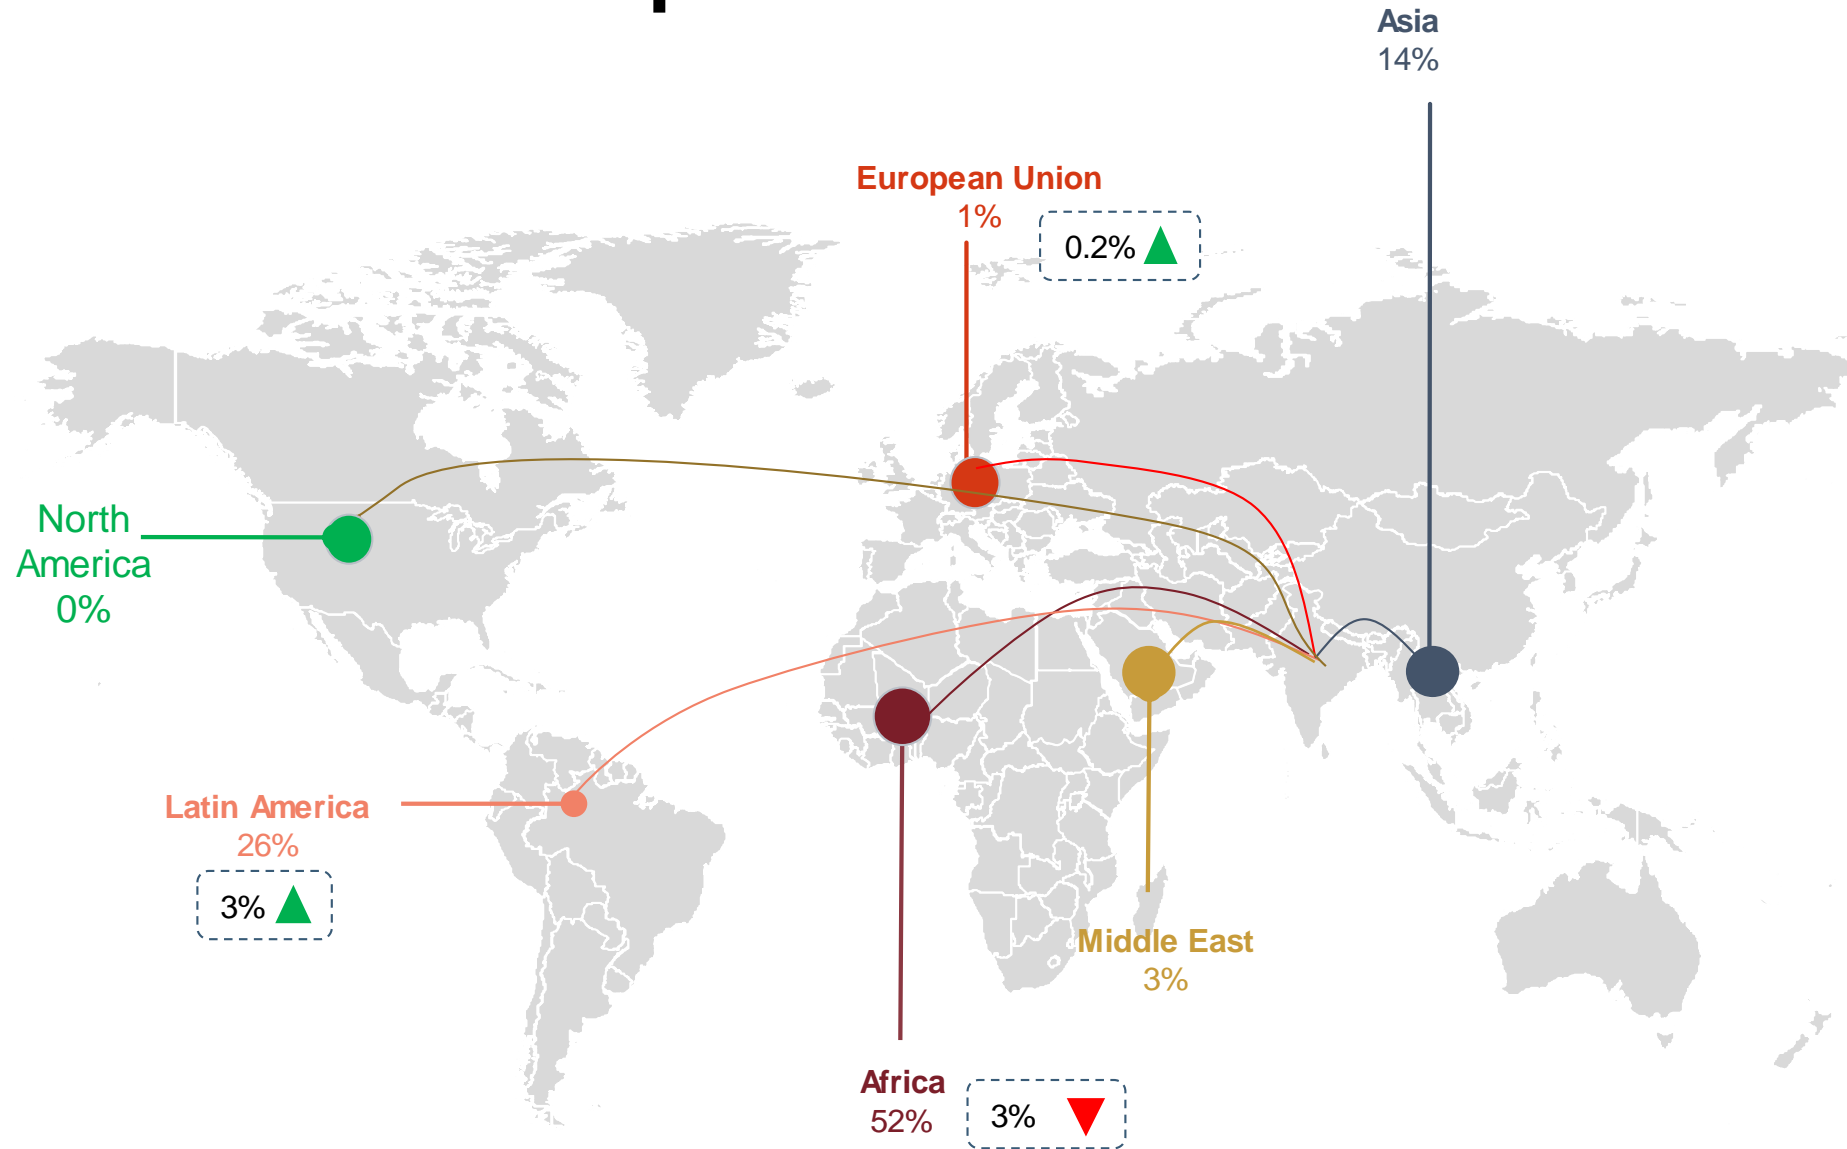 Asia
14%
European Union
1%
0.2%
North
America
0%
Latin America
26%
3%
Middle East
3%
Africa
52%
3%